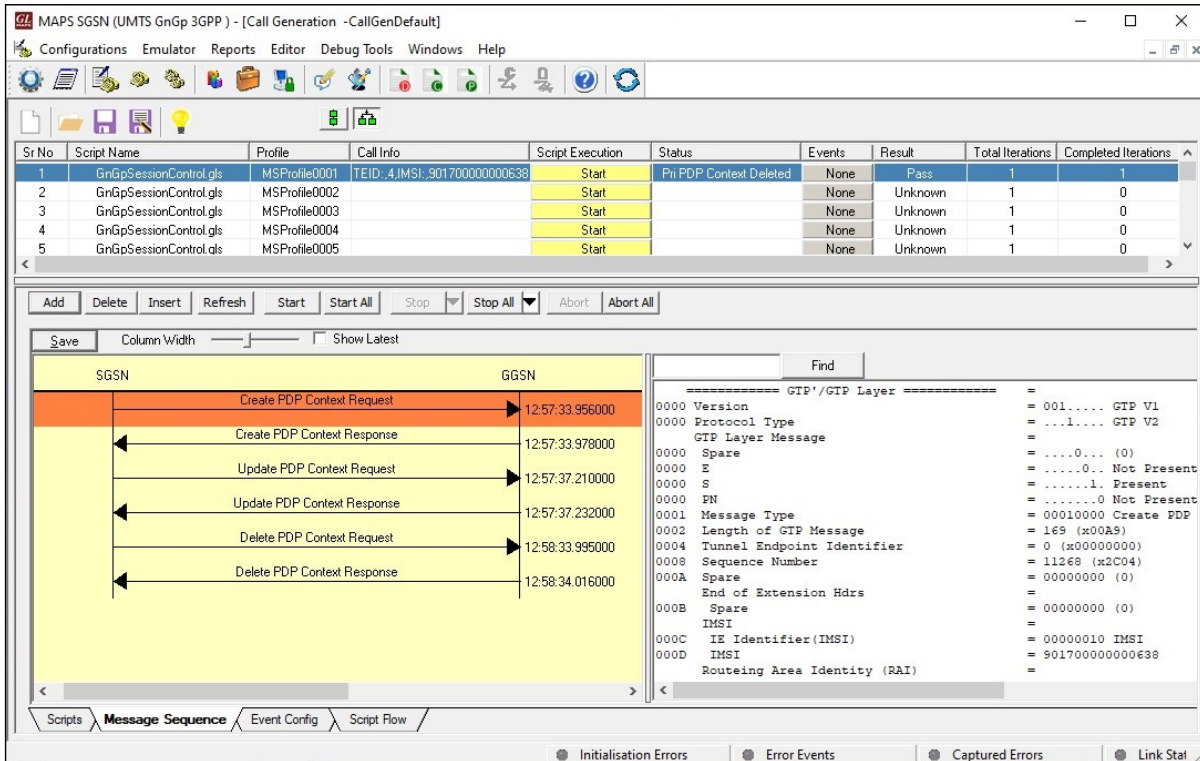 GL MAPS MAPS SGSN (UMTS GnGp 3GPP ) - [Call Generation -CallGenDefault]
Configurations Emulator Reports Editor Debug Tools Windows Help
Sr No Script Name Profile Call Info Script Execution Status Events Result Total Iterations Completed Iterations
1 GnGpSessionControl.gls MSProfile0001 TEID:,4,IMSI:,901700000000638 Start Pri PDP Context Deleted None Pass 1 1
2 GnGpSessionControl.gls MSProfile0002 Start None Unknown 1 0
3 GnGpSessionControl.gls MSProfile0003 Start None Unknown 1 0
4 GnGpSessionControl.gls MSProfile0004 Start None Unknown 1 0
5 GnGpSessionControl.gls MSProfile0005 Start None Unknown 1 0
Add Delete Insert Refresh Start Start All Stop Stop All Abort Abort All
Save Column Width Show Latest
Find
SGSN GGSN
Create PDP Context Request 12:57:33.956000
Create PDP Context Response 12:57:33.978000
Update PDP Context Request 12:57:37.210000
Update PDP Context Response 12:57:37.232000
Delete PDP Context Request 12:58:33.995000
Delete PDP Context Response 12:58:34.016000
============ GTP'/GTP Layer ============ =
0000 Version = 001..... GTP V1
0000 Protocol Type = ...1.... GTP V2
GTP Layer Message =
0000 Spare = ....0... (0)
0000 E = .....0.. Not Present
0000 S = ......1. Present
0000 PN = .......0 Not Present
0001 Message Type = 00010000 Create PDP
0002 Length of GTP Message = 169 (x00A9)
0004 Tunnel Endpoint Identifier = 0 (x00000000)
0008 Sequence Number = 11268 (x2C04)
000A Spare = 00000000 (0)
End of Extension Hdrs =
000B Spare = 00000000 (0)
IMSI =
000C IE Identifier(IMSI) = 00000010 IMSI
000D IMSI = 901700000000638
Routeing Area Identity (RAI) =
Scripts Message Sequence Event Config Script Flow
Initialisation Errors Error Events Captured Errors Link Stat